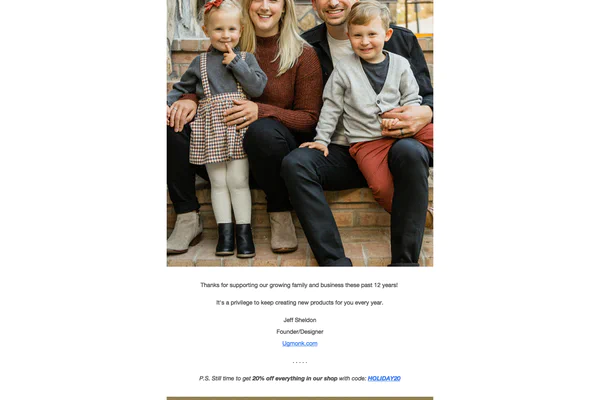 Thanks for supporting our growing family and business these past 12 years!
It's a privilege to keep creating new products for you every year.
Jeff Sheldon
Founder/Designer
Ugmonk.com
. . . . .
P.S. Still time to get 20% off everything in our shop with code: HOLIDAY20